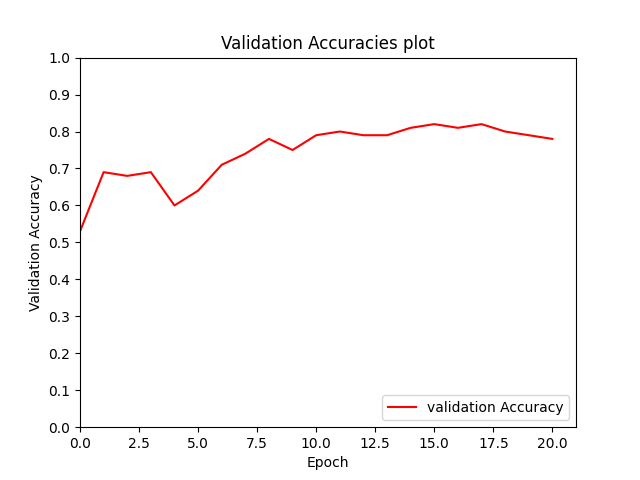 Validation Accuracies plot
Validation Accuracy
1.0
0.9
0.8
0.7
0.6
0.5
0.4
0.3
0.2
0.1
0.0
validation Accuracy
0.0 2.5 5.0 7.5 10.0 12.5 15.0 17.5 20.0
Epoch